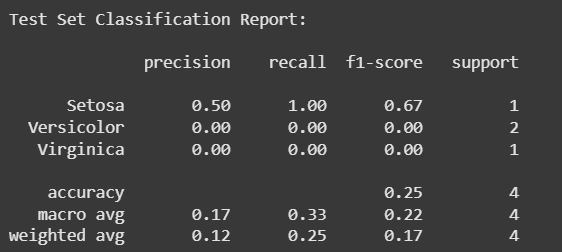 Test Set Classification Report:
precision recall f1-score support
Setosa 0.50 1.00 0.67 1
Versicolor 0.00 0.00 0.00 2
Virginica 0.00 0.00 0.00 1
accuracy 0.25 4
macro avg 0.17 0.33 0.22 4
weighted avg 0.12 0.25 0.17 4